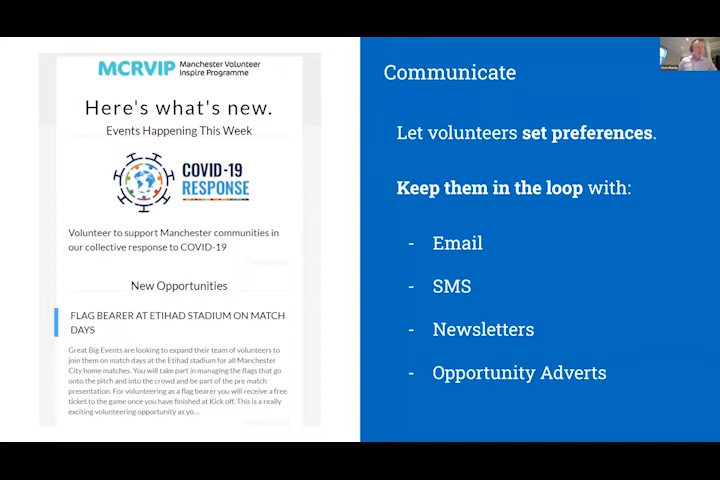 MCRVIP Manchester Volunteer
Inspire Programme
Here's what's new.
Events Happening This Week
COVID-19
RESPONSE
Volunteer to support Manchester communities in
our collective response to COVID-19
New Opportunities
FLAG BEARER AT ETIHAD STADIUM ON MATCH
DAYS
Great Big Events are looking to expand their team of volunteers to
join them on match days at the Etihad stadium for all Manchester
City home matches. You will take part in managing the flags that go
onto the pitch and into the crowd and be part of the pre match
presentation. For volunteering as a flag bearer you will receive a free
ticket to the game once you have finished at Kick off. This is a really
exciting volunteering opportunity as yo...
Communicate
Let volunteers set preferences.
Keep them in the loop with:
- Email
- SMS
- Newsletters
- Opportunity Adverts